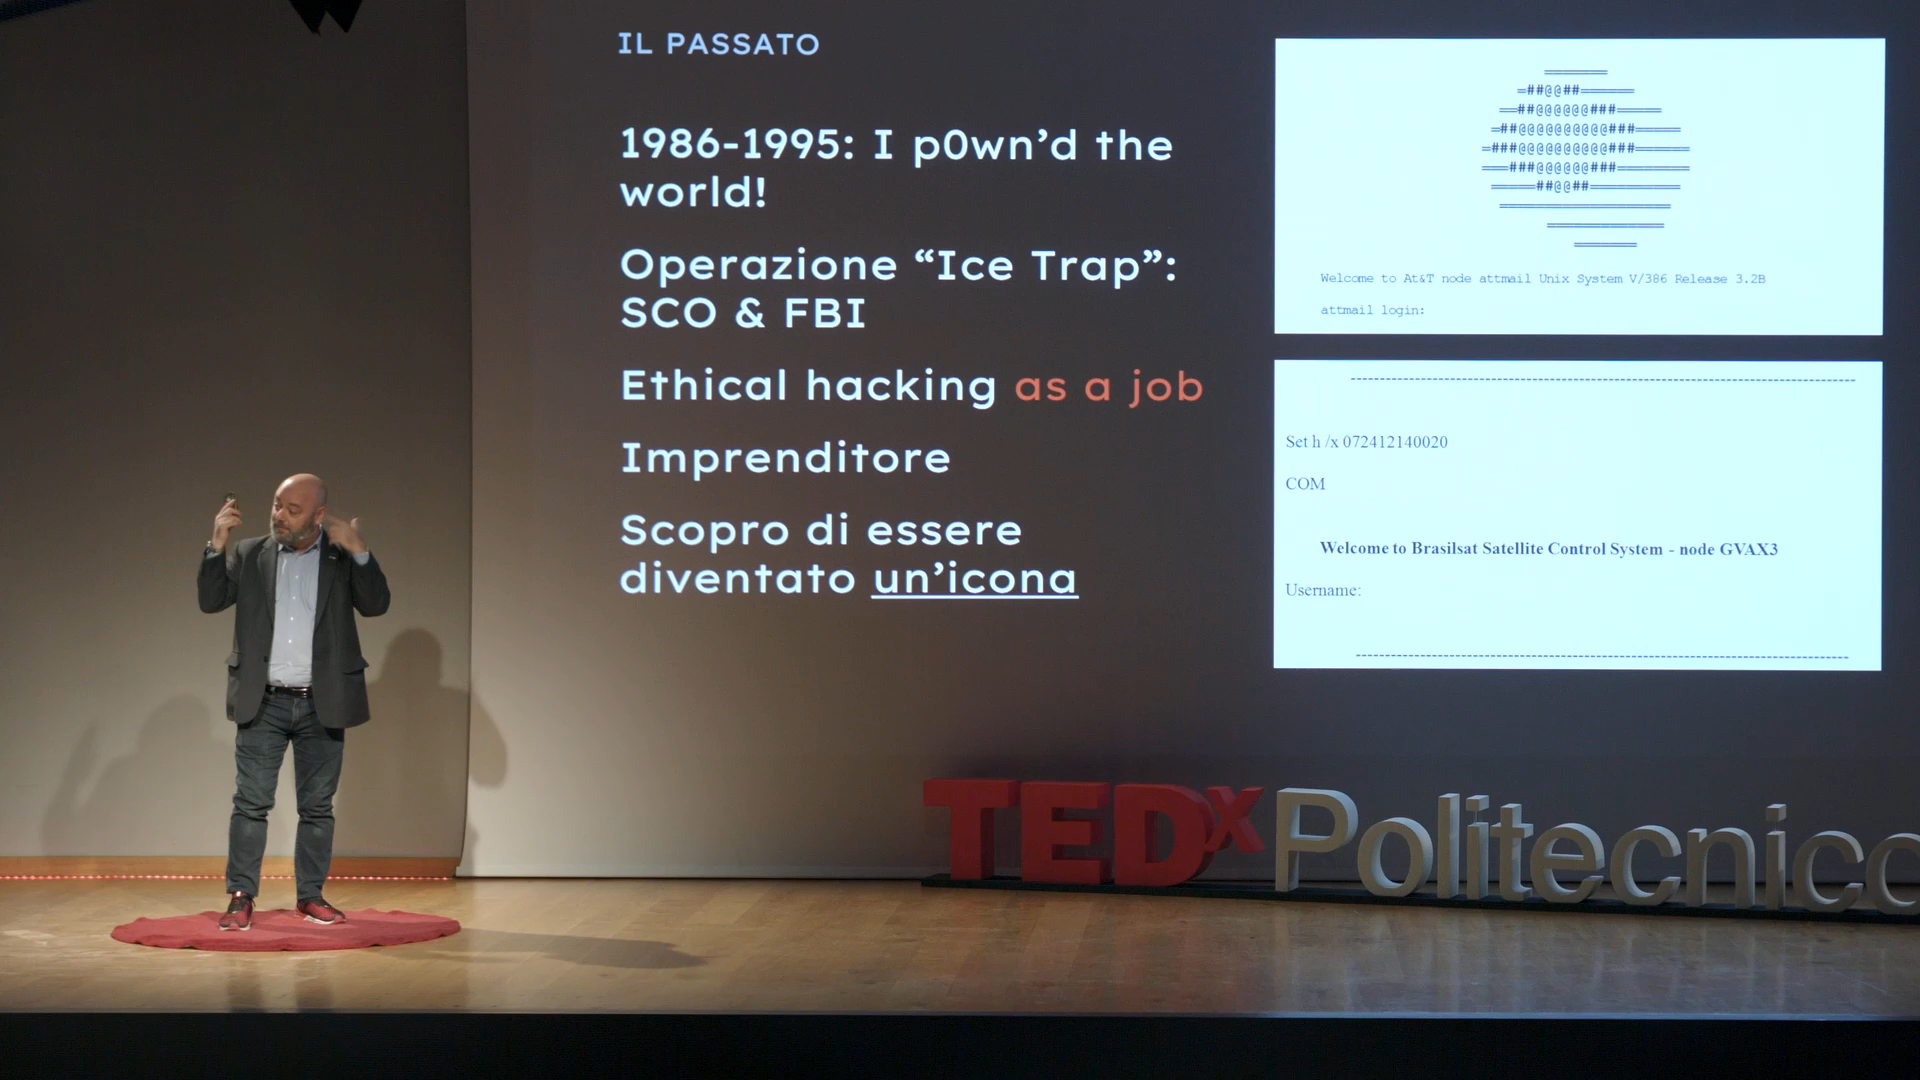 IL PASSATO
1986-1995: I p0wn’d the
world!
Operazione “Ice Trap”:
SCO & FBI
Ethical hacking as a job
Imprenditore
Scopro di essere
diventato un’icona
=======
=##@@##======
==##@@@@@@###=====
=##@@@@@@@@@@###=====
=###@@@@@@@@@@###======
===###@@@@@@###========
=====##@@##==========
===================
=============
=======
Welcome to At&T node attmail Unix System V/386 Release 3.2B
attmail login:
Set h /x 072412140020
COM
Welcome to Brasilsat Satellite Control System - node GVAX3
Username:
TEDx Politecnico